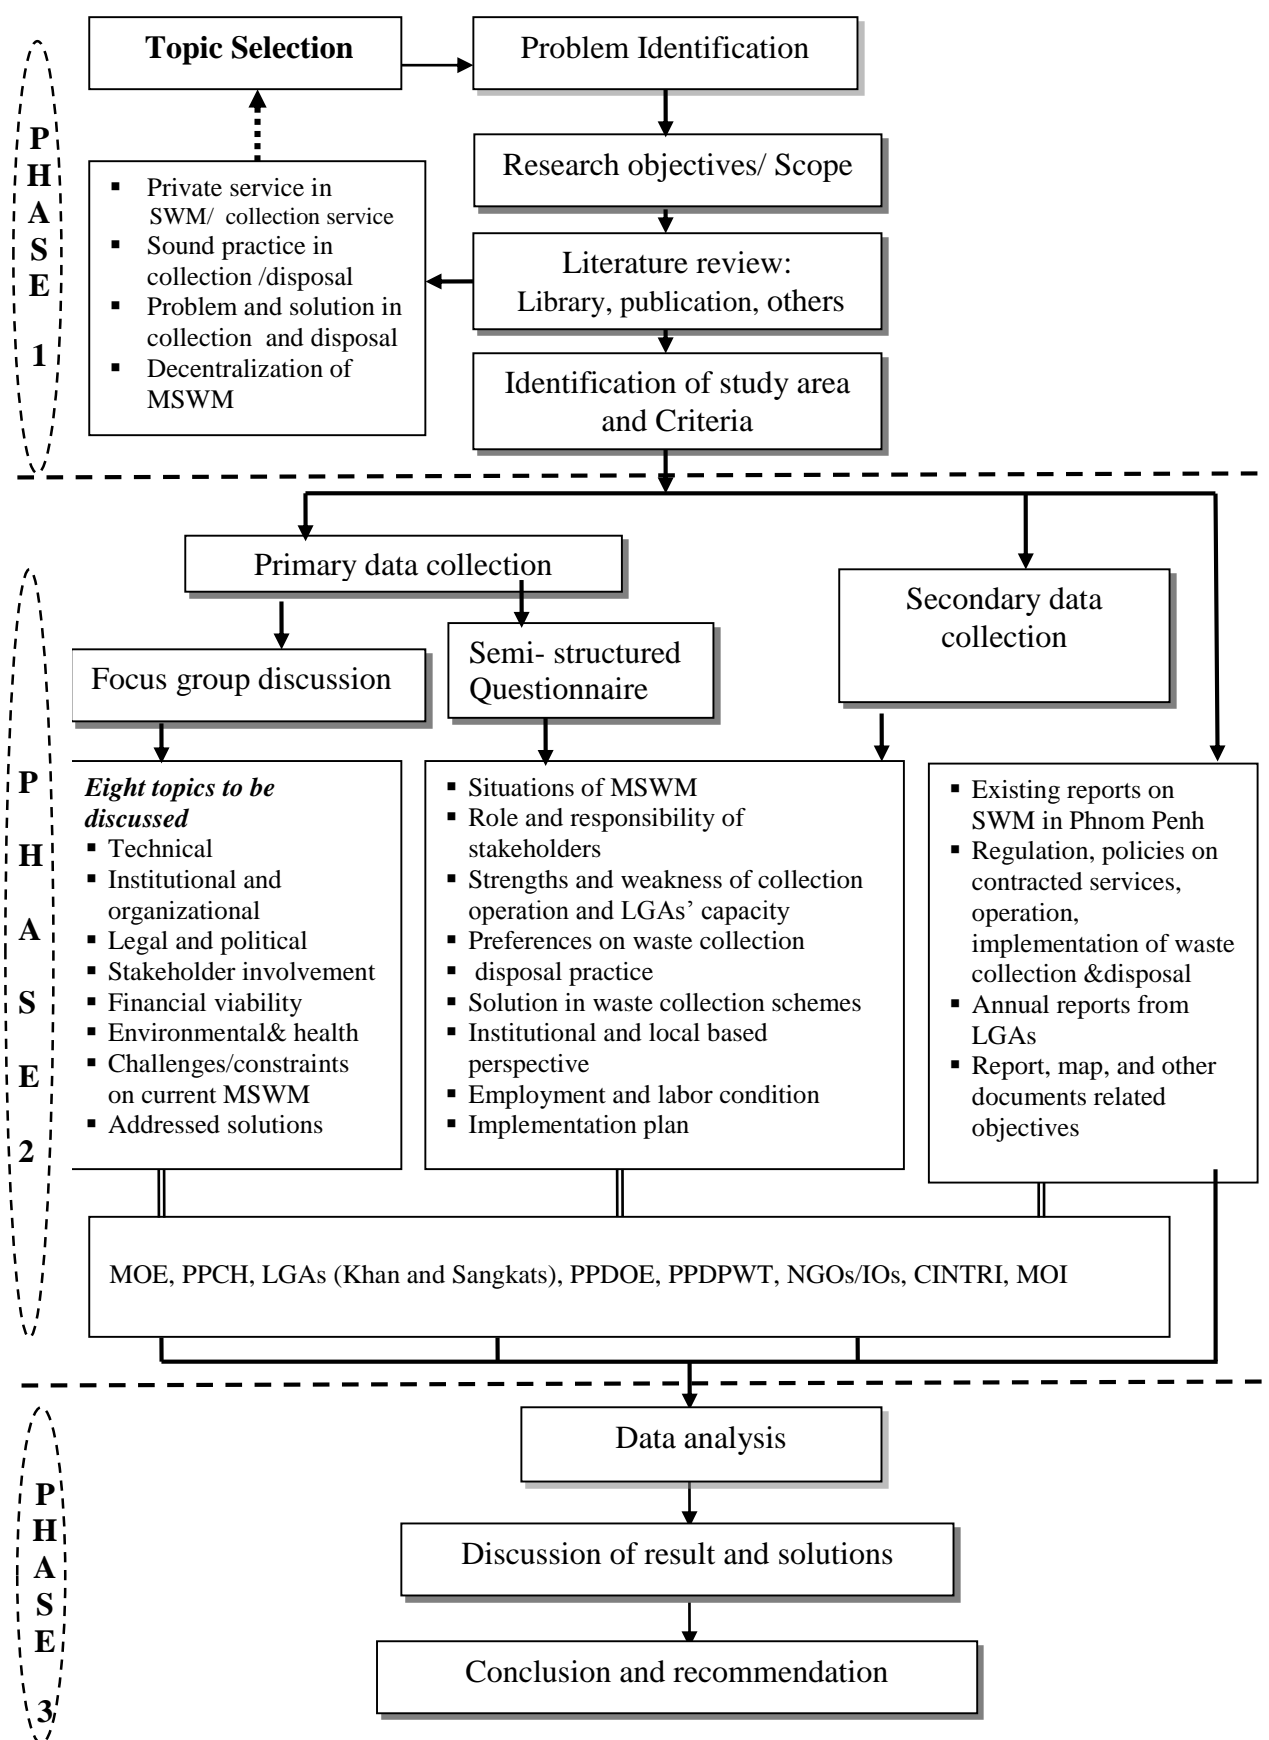 Topic Selection
Problem Identification
PHASE 1
Research objectives/ Scope
▪ Private service in
SWM/ collection service
▪ Sound practice in
collection /disposal
▪ Problem and solution in
collection and disposal
▪ Decentralization of
MSWM
Literature review:
Library, publication, others
Identification of study area
and Criteria
PHASE 2
Primary data collection
Secondary data
collection
Focus group discussion
Semi- structured
Questionnaire
Eight topics to be
discussed
▪ Technical
▪ Institutional and
organizational
▪ Legal and political
▪ Stakeholder involvement
▪ Financial viability
▪ Environmental& health
▪ Challenges/constraints
on current MSWM
▪ Addressed solutions
▪ Situations of MSWM
▪ Role and responsibility of
stakeholders
▪ Strengths and weakness of collection
operation and LGAs’ capacity
▪ Preferences on waste collection
▪ disposal practice
▪ Solution in waste collection schemes
▪ Institutional and local based
perspective
▪ Employment and labor condition
▪ Implementation plan
▪ Existing reports on
SWM in Phnom Penh
▪ Regulation, policies on
contracted services,
operation,
implementation of waste
collection &disposal
▪ Annual reports from
LGAs
▪ Report, map, and other
documents related
objectives
MOE, PPCH, LGAs (Khan and Sangkats), PPDOE, PPDPWT, NGOs/IOs, CINTRI, MOI
PHASE 3
Data analysis
Discussion of result and solutions
Conclusion and recommendation